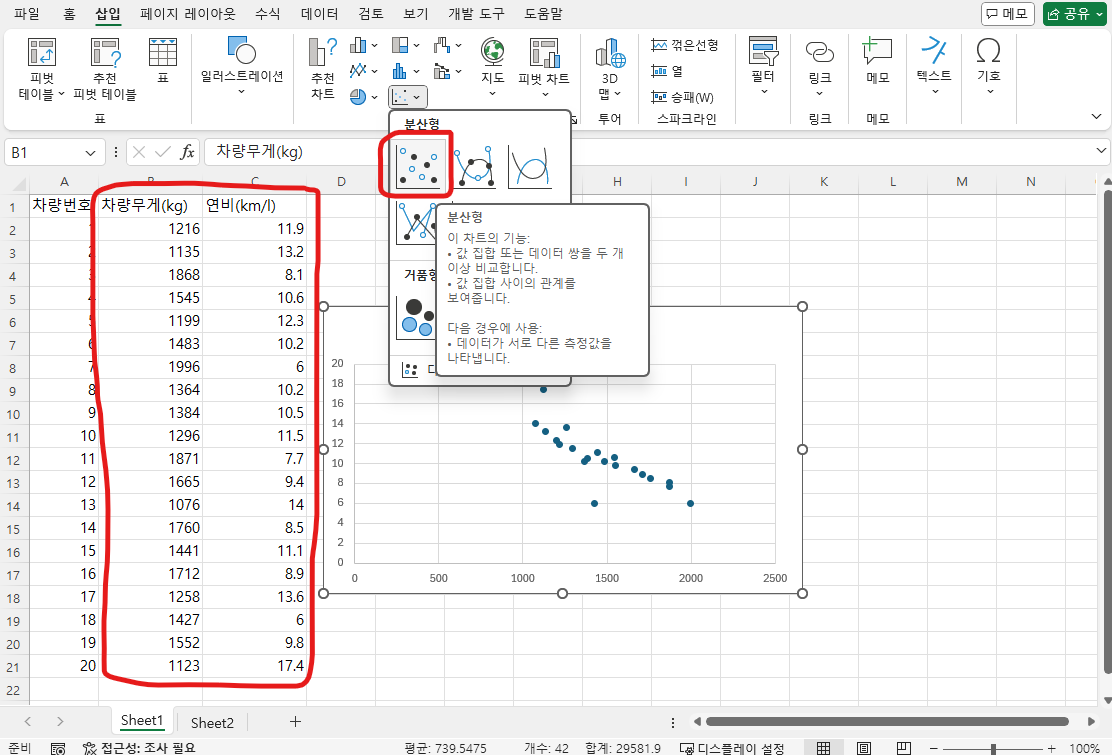 파일 홈 삽입 페이지 레이아웃 수식 데이터 검토 보기 개발 도구 도움말 메모 공유
피벗 테이블
추천 피벗 테이블
표
일러스트레이션
추천 차트
지도
피벗 차트
3D 맵
꺾은선형
열
승패(W)
필터
링크
메모
텍스트
기호
표
투어
스파크라인
링크
메모
B1
fx
차량무게(kg)
분산형
거품형
분산형
이 차트의 기능:
• 값 집합 또는 데이터 쌍을 두 개
이상 비교합니다.
• 값 집합 사이의 관계를
보여줍니다.
다음 경우에 사용:
• 데이터가 서로 다른 측정값을
나타냅니다.
A B C D H I J K L M N
1 차량번호 차량무게(kg) 연비(km/l)
2 1 1216 11.9
3 2 1135 13.2
4 3 1868 8.1
5 4 1545 10.6
6 5 1199 12.3
7 6 1483 10.2
8 7 1996 6
9 8 1364 10.2
10 9 1384 10.5
11 10 1296 11.5
12 11 1871 7.7
13 12 1665 9.4
14 13 1076 14
15 14 1760 8.5
16 15 1441 11.1
17 16 1712 8.9
18 17 1258 13.6
19 18 1427 6
20 19 1552 9.8
21 20 1123 17.4
22
20
18
16
14
12
10
8
6
4
2
0
0 500 1000 1500 2000 2500
Sheet1 Sheet2
준비 접근성: 조사 필요 평균: 739.5475 개수: 42 합계: 29581.9 디스플레이 설정 100%